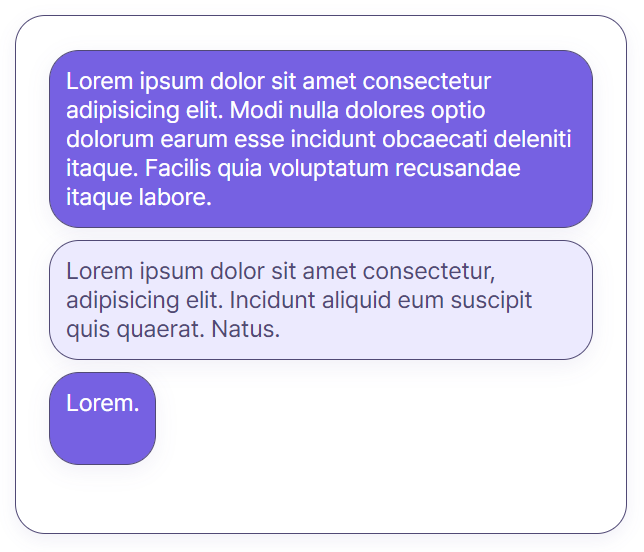 Lorem ipsum dolor sit amet consectetur
adipisicing elit. Modi nulla dolores optio
dolorum earum esse incidunt obcaecati deleniti
itaque. Facilis quia voluptatum recusandae
itaque labore.
Lorem ipsum dolor sit amet consectetur,
adipisicing elit. Incidunt aliquid eum suscipit
quis quaerat. Natus.
Lorem.